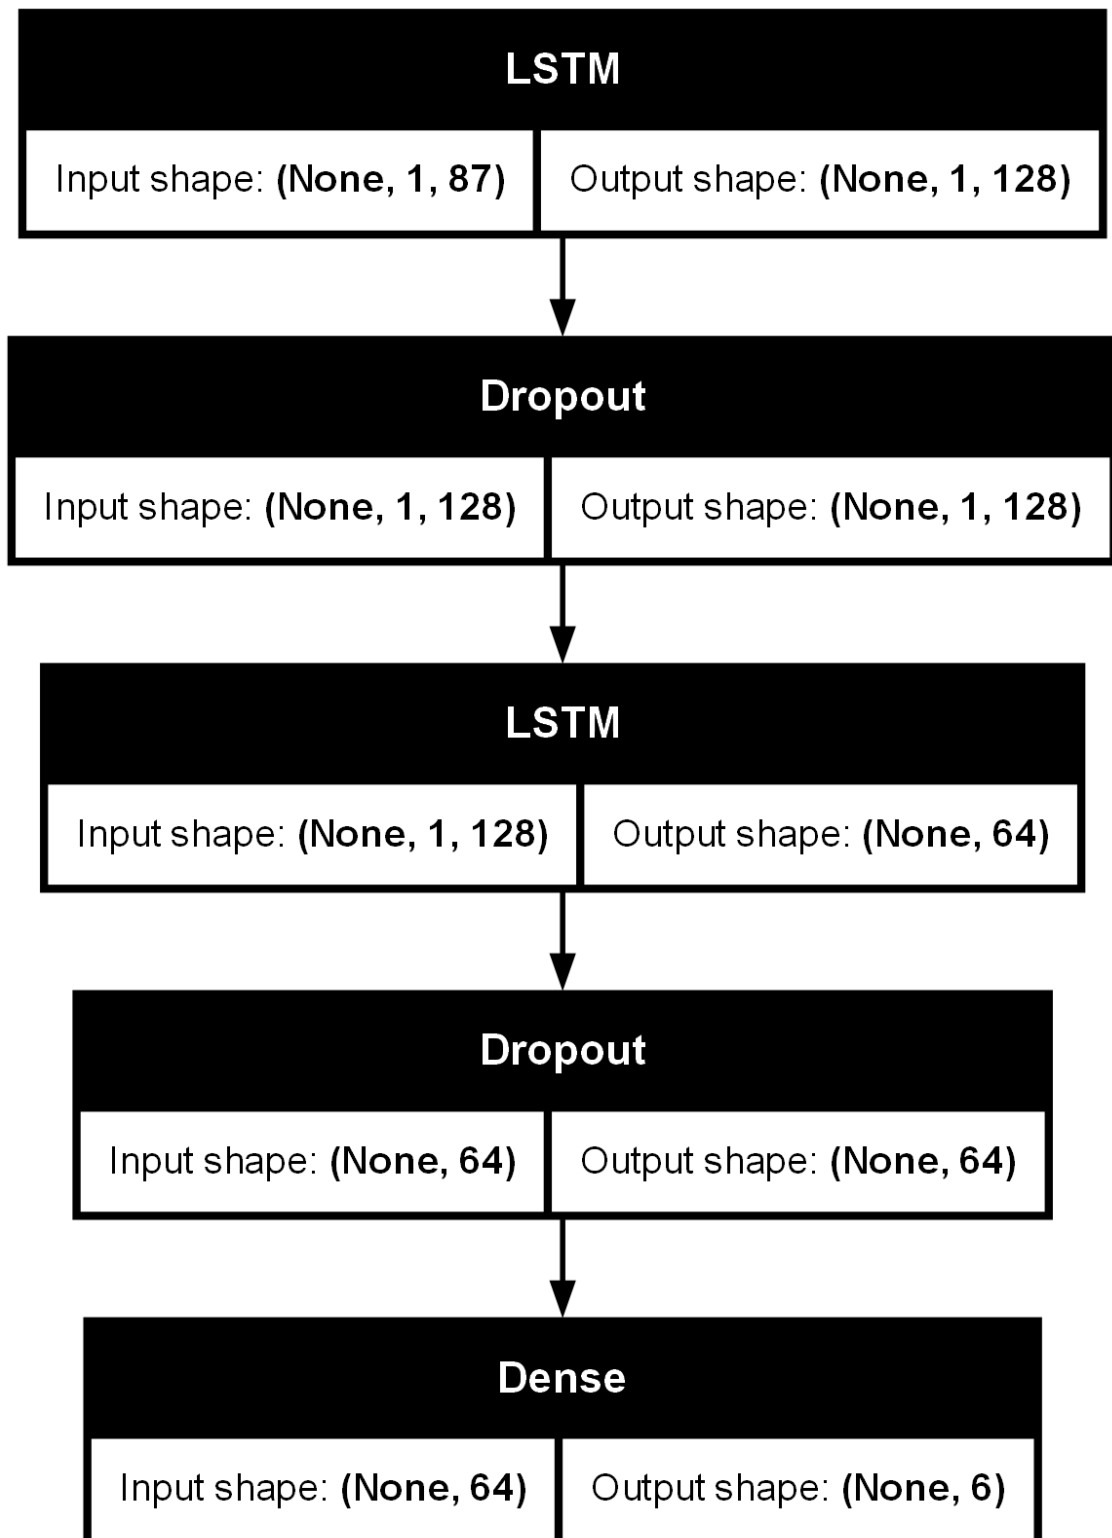 LSTM
Input shape: (None, 1, 87) Output shape: (None, 1, 128)
Dropout
Input shape: (None, 1, 128) Output shape: (None, 1, 128)
LSTM
Input shape: (None, 1, 128) Output shape: (None, 64)
Dropout
Input shape: (None, 64) Output shape: (None, 64)
Dense
Input shape: (None, 64) Output shape: (None, 6)